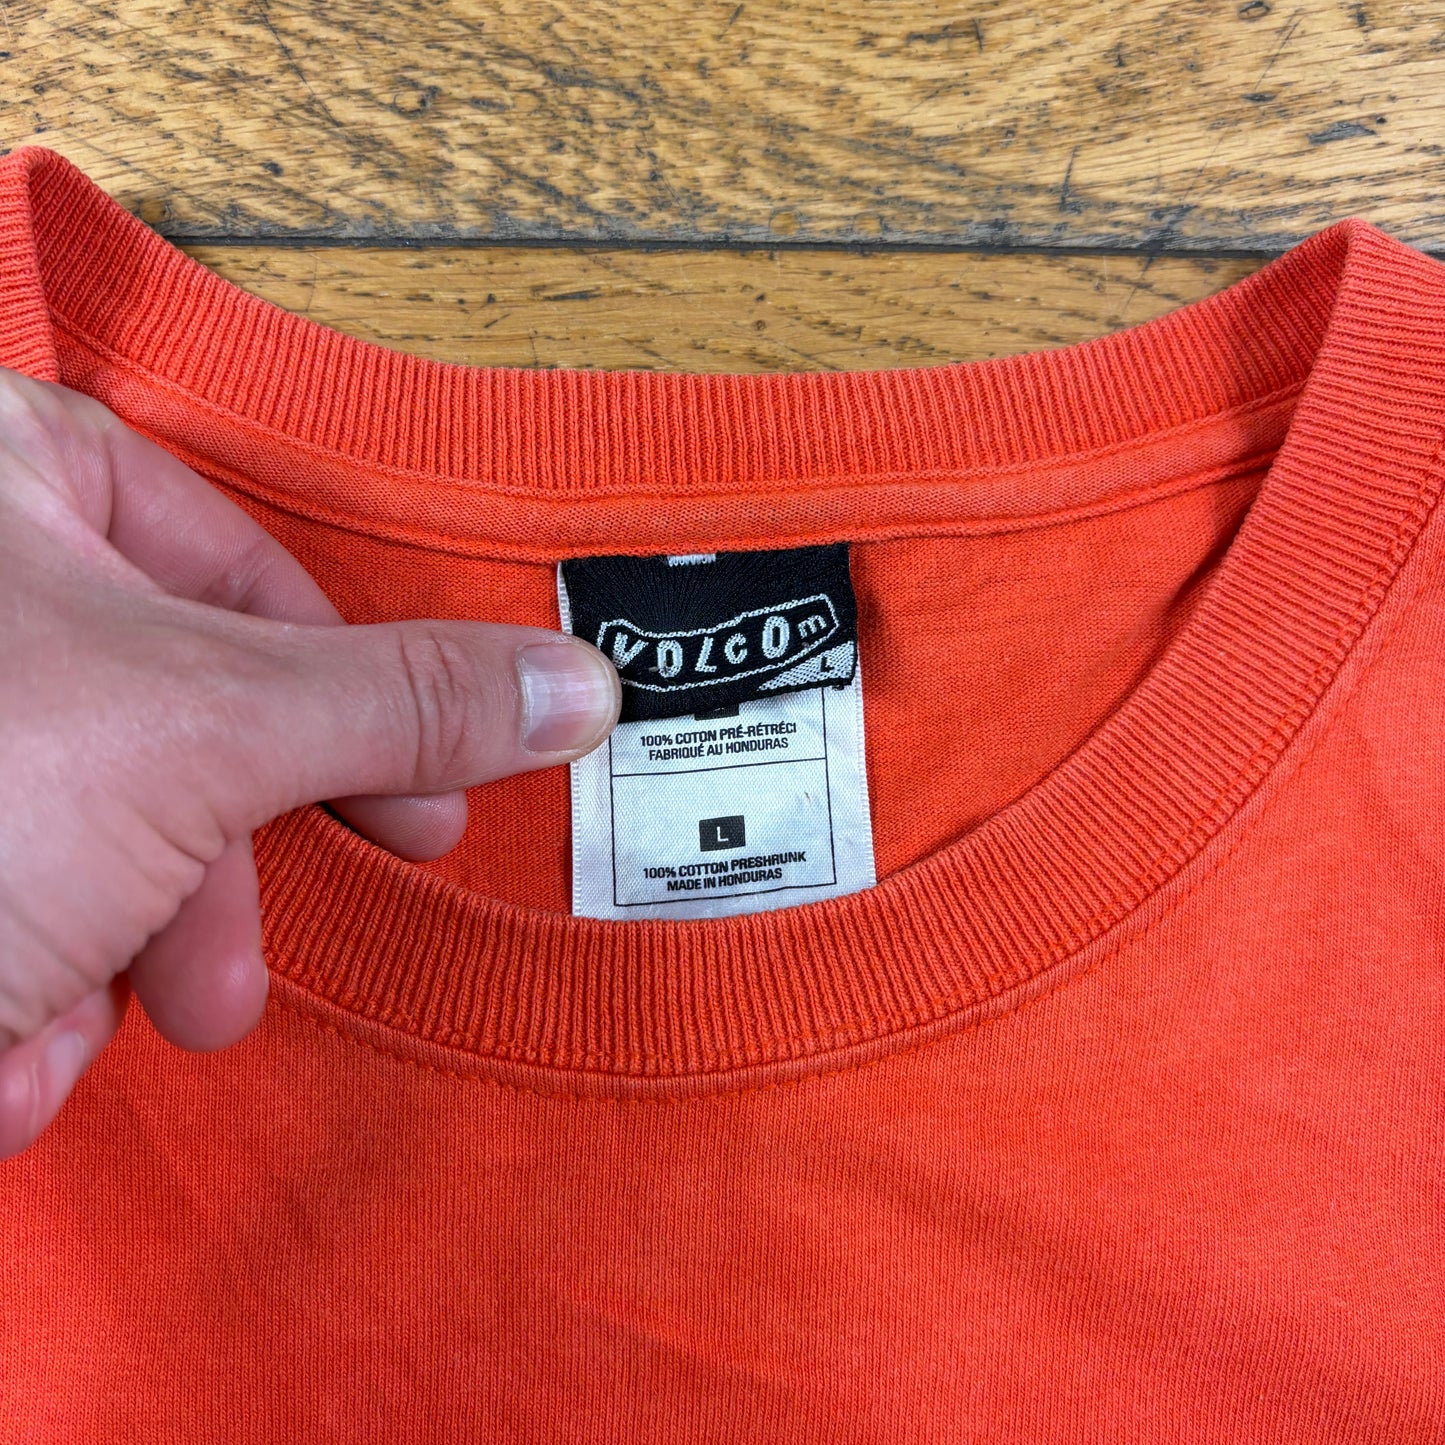 VOLCOm
L
100% COTON PRÉ-RÉTRÉCI
FABRIQUÉ AU HONDURAS
L
100% COTTON PRESHRUNK
MADE IN HONDURAS